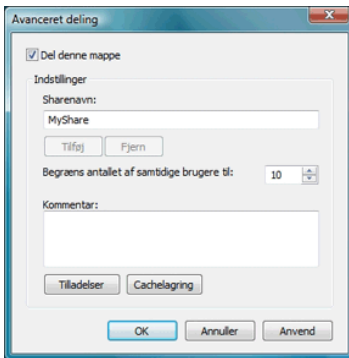 Avanceret deling
Del denne mappe
Indstillinger
Sharenavn:
MyShare
Tilføj Fjern
Begræns antallet af samtidige brugere til: 10
Kommentar:
Tilladelser Cachelagring
OK Annuller Anvend